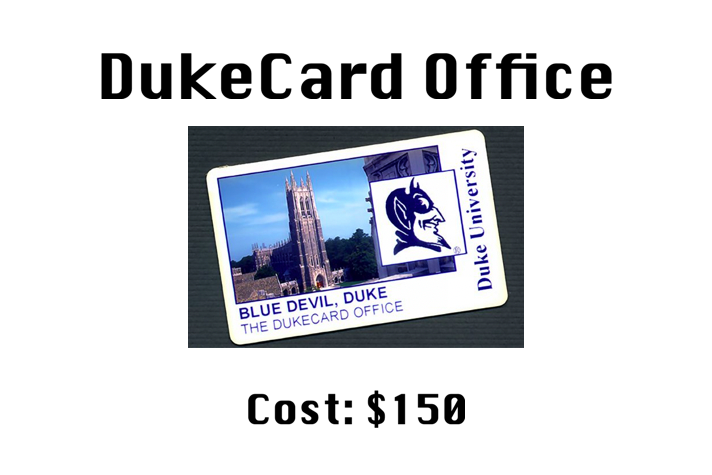 DukeCard Office
Duke University
®
BLUE DEVIL, DUKE
THE DUKECARD OFFICE
Cost: $150